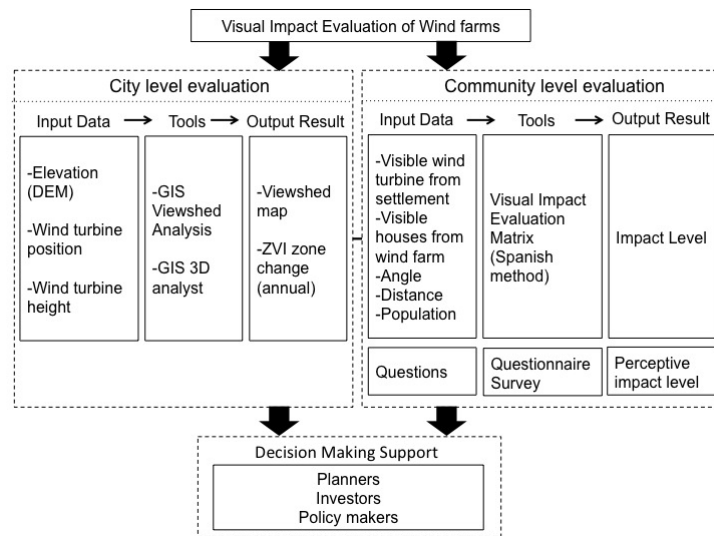 Visual Impact Evaluation of Wind farms
City level evaluation
Input Data
Tools
Output Result
-Elevation
(DEM)
-Wind turbine
position
-Wind turbine
height
-GIS
Viewshed
Analysis
-GIS 3D
analyst
-Viewshed
map
-ZVI zone
change
(annual)
Community level evaluation
Input Data
Tools
Output Result
-Visible wind
turbine from
settlement
-Visible
houses from
wind farm
-Angle
-Distance
-Population
Visual Impact
Evaluation
Matrix
(Spanish
method)
Impact Level
Questions
Questionnaire
Survey
Perceptive
impact level
Decision Making Support
Planners
Investors
Policy makers